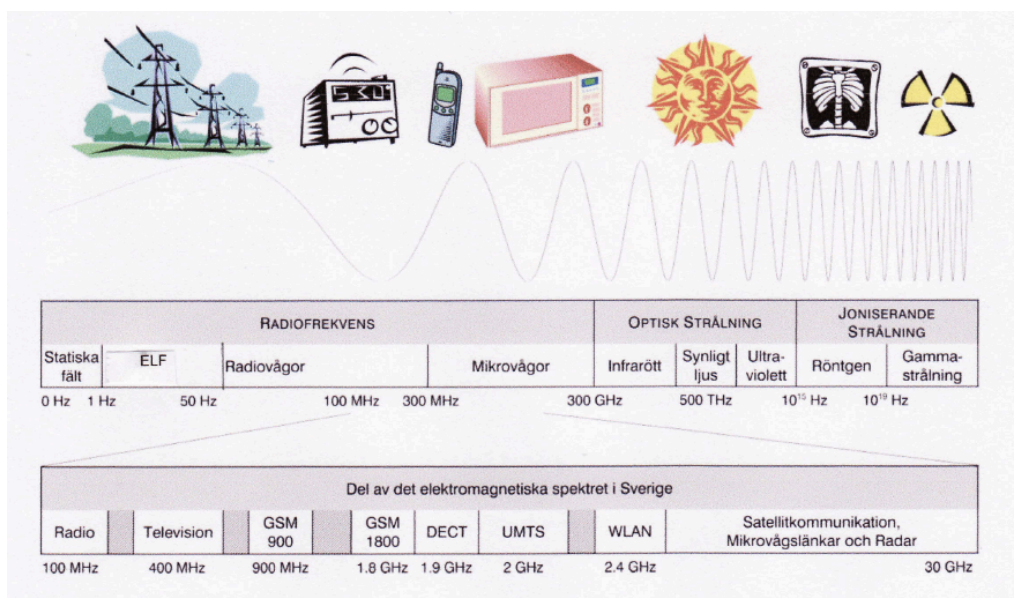 RADIOFREKVENS OPTISK STRÅLNING JONISERANDE STRÅLNING
Statiska fält ELF Radiovågor Mikrovågor Infrarött Synligt ljus Ultra-violett Röntgen Gamma-strålning
0 Hz 1 Hz 50 Hz 100 MHz 300 MHz 300 GHz 500 THz 10¹⁵ Hz 10¹⁹ Hz
Del av det elektromagnetiska spektret i Sverige
Radio Television GSM 900 GSM 1800 DECT UMTS WLAN Satellitkommunikation, Mikrovågslänkar och Radar
100 MHz 400 MHz 900 MHz 1.8 GHz 1.9 GHz 2 GHz 2.4 GHz 30 GHz